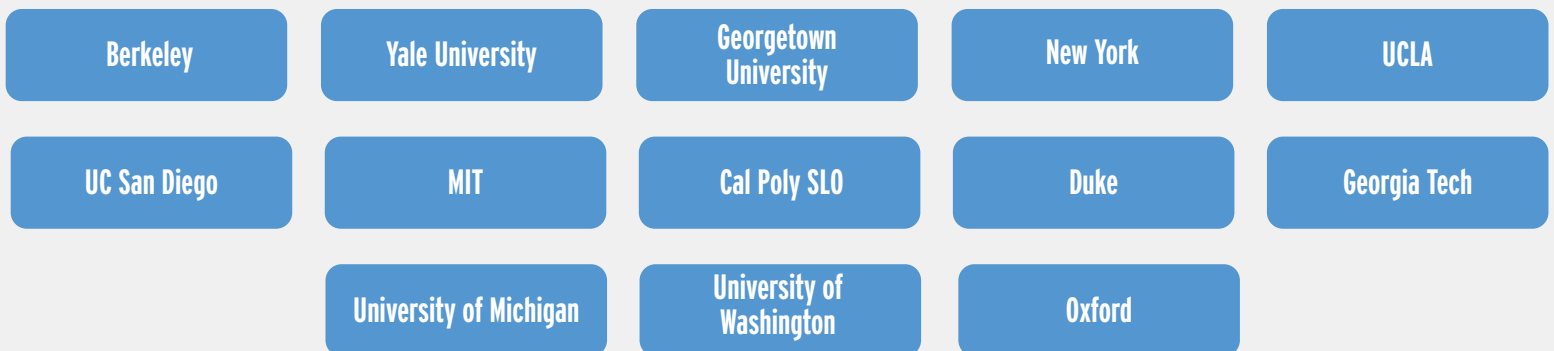 Berkeley
Yale University
Georgetown
University
New York
UCLA
UC San Diego
MIT
Cal Poly SLO
Duke
Georgia Tech
University of Michigan
University of
Washington
Oxford